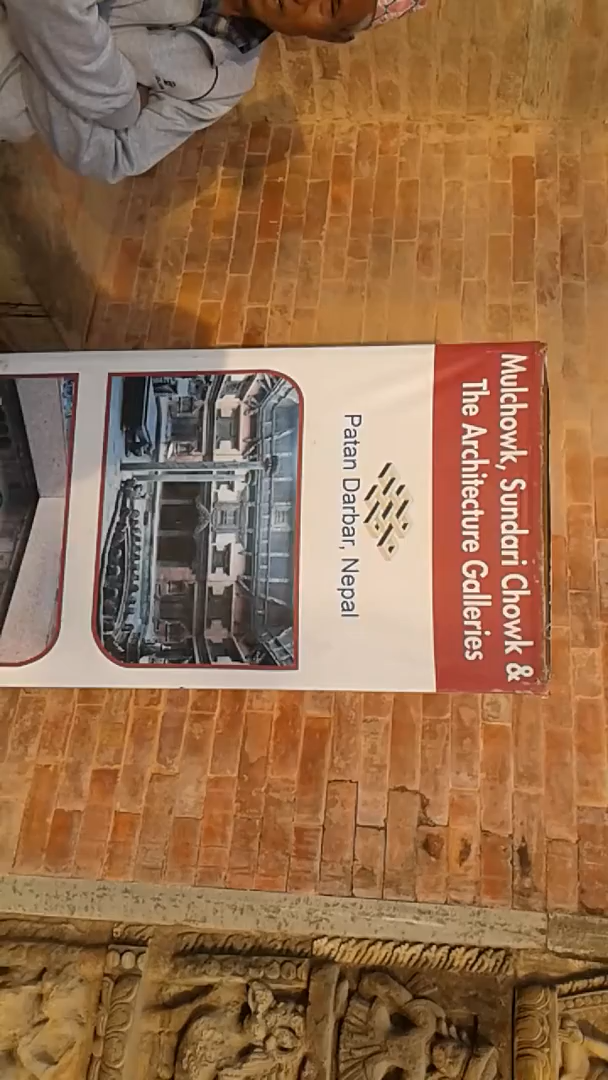 Mulchowk, Sundari Chowk &
The Architecture Galleries
Patan Darbar, Nepal